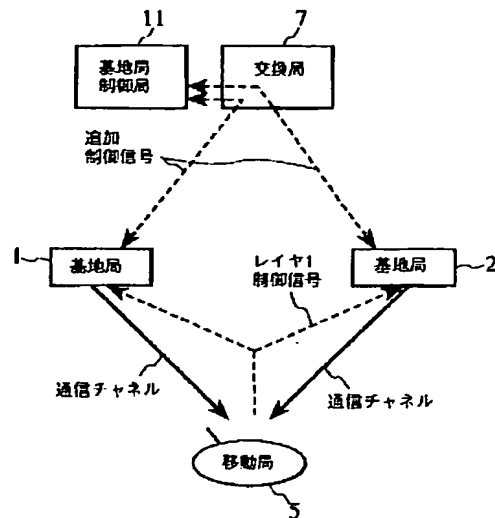 11
7
基地局
制御局
交換局
追加
制御信号
1
基地局
レイヤ1
制御信号
基地局
2
通信チャネル
通信チャネル
移動局
5